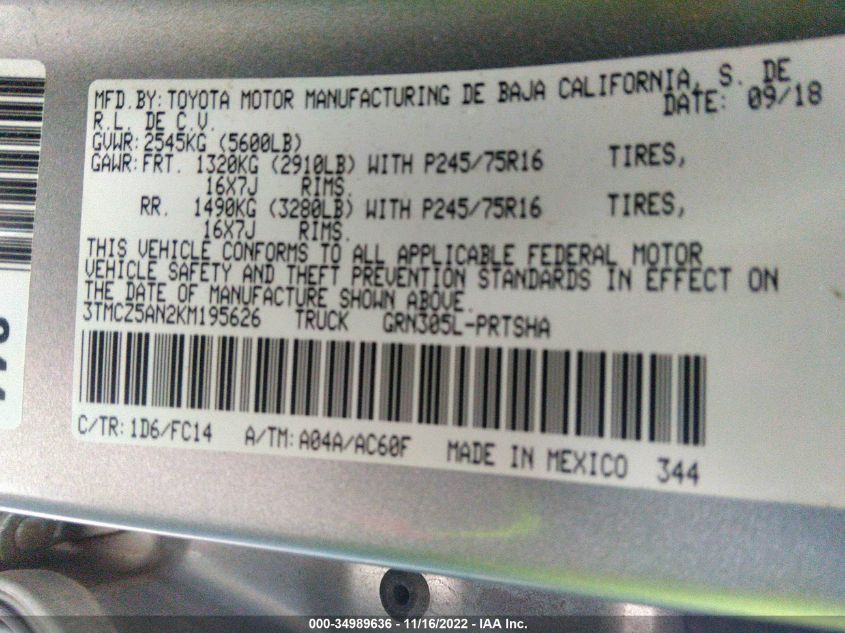 MFD.BY:TOYOTA MOTOR MANUFACTURING DE BAJA CALIFORNIA, S. DE
R.L. DE C.V. DATE: 09/18
GVWR:2545KG (5600LB)
GAWR:FRT. 1320KG (2910LB) WITH P245/75R16 TIRES,
16X7J RIMS.
RR. 1490KG (3280LB) WITH P245/75R16 TIRES,
16X7J RIMS.
THIS VEHICLE CONFORMS TO ALL APPLICABLE FEDERAL MOTOR
VEHICLE SAFETY AND THEFT PREVENTION STANDARDS IN EFFECT ON
THE DATE OF MANUFACTURE SHOWN ABOVE.
3TMCZ5AN2KM195626 TRUCK GRN305L-PRTSHA
C/TR:1D6/FC14 A/TM:A04A/AC60F MADE IN MEXICO 344
000-34989636 - 11/16/2022 - IAA Inc.